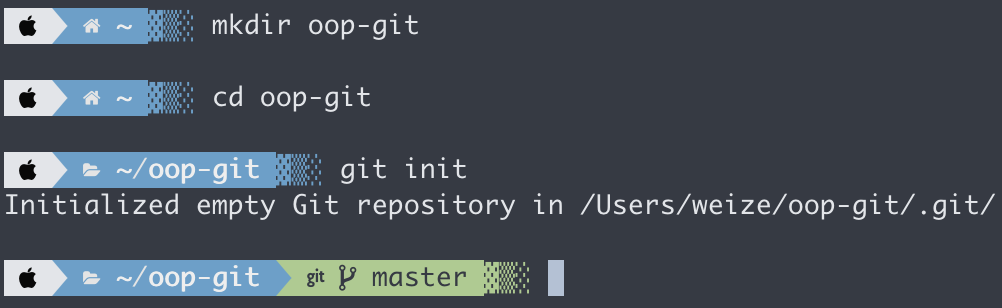 ~ mkdir oop-git
~ cd oop-git
~/oop-git git init
Initialized empty Git repository in /Users/weize/oop-git/.git/
~/oop-git git master